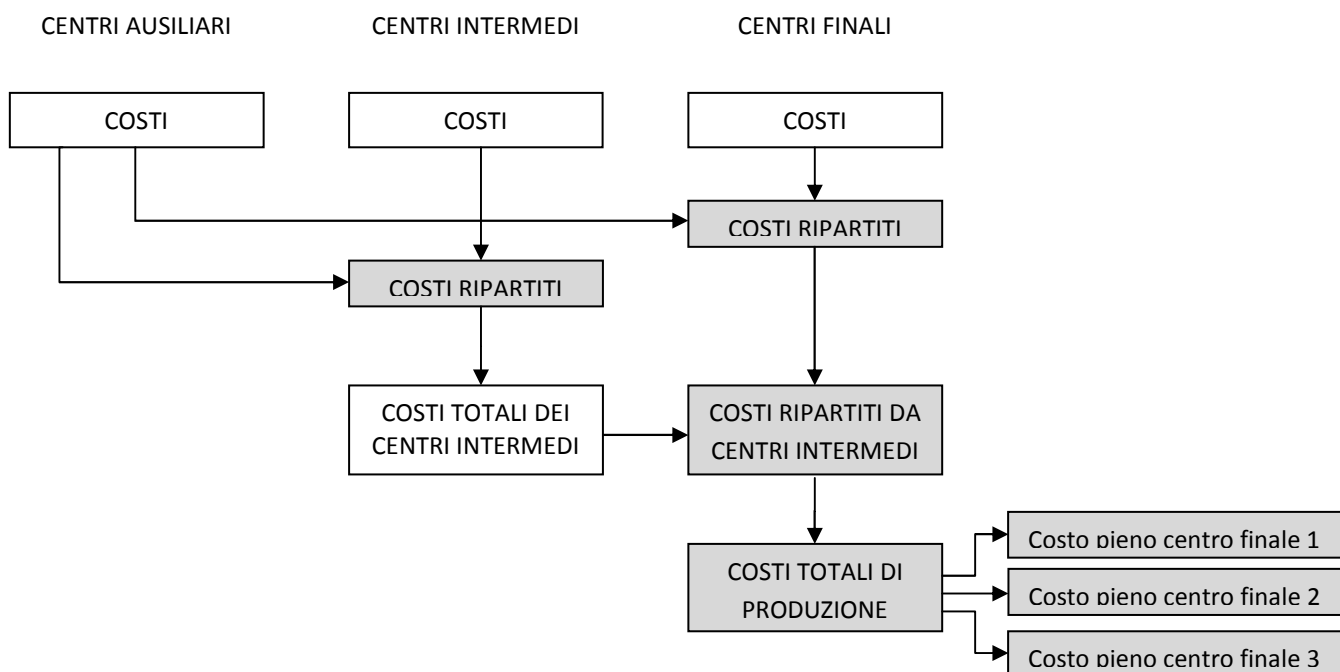 CENTRI AUSILIARI
CENTRI INTERMEDI
CENTRI FINALI
COSTI
COSTI
COSTI
COSTI RIPARTITI
COSTI RIPARTITI
COSTI TOTALI DEI
CENTRI INTERMEDI
COSTI RIPARTITI DA
CENTRI INTERMEDI
COSTI TOTALI DI
PRODUZIONE
Costo pieno centro finale 1
Costo pieno centro finale 2
Costo pieno centro finale 3